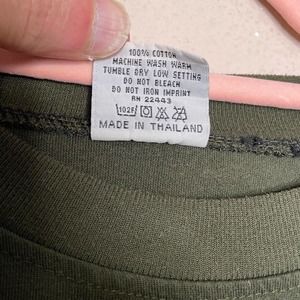 100% COTTON
MACHINE WASH WARM
TUMBLE DRY LOW SETTING
DO NOT BLEACH
DO NOT IRON IMPRINT
RN 22443
102F
MADE IN THAILAND